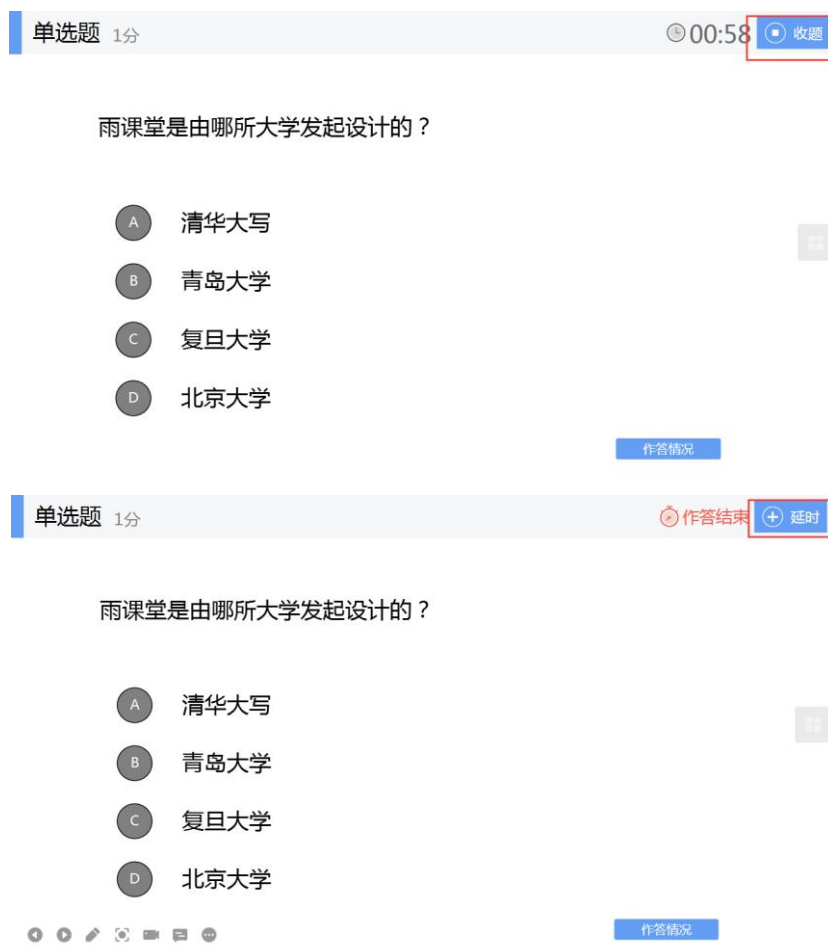 单选题 1分 00:58 收题
雨课堂是由哪所大学发起设计的？
A 清华大写
B 青岛大学
C 复旦大学
D 北京大学
作答情况
单选题 1分 作答结束 延时
雨课堂是由哪所大学发起设计的？
A 清华大写
B 青岛大学
C 复旦大学
D 北京大学
作答情况